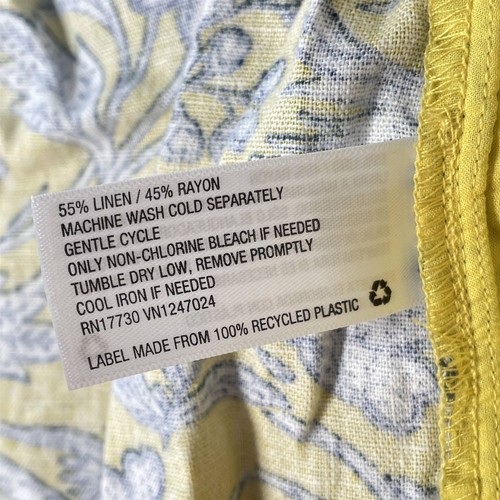 55% LINEN / 45% RAYON
MACHINE WASH COLD SEPARATELY
GENTLE CYCLE
ONLY NON-CHLORINE BLEACH IF NEEDED
TUMBLE DRY LOW, REMOVE PROMPTLY
COOL IRON IF NEEDED
RN17730 VN1247024
LABEL MADE FROM 100% RECYCLED PLASTIC